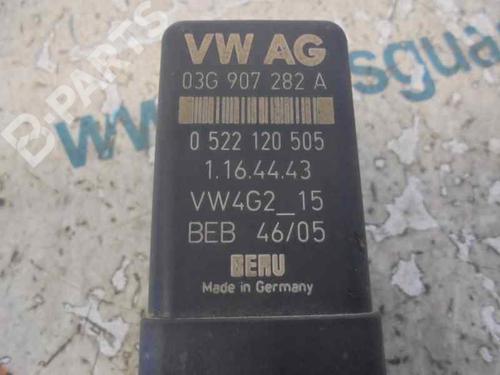 VW AG
03G 907 282 A
0 522 120 505
1.16.44.43
VW4G2_15
BEB 46/05
BERU
Made in Germany